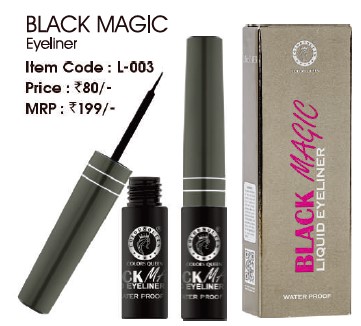 BLACK MAGIC
Eyeliner
Item Code : L-003
Price : ₹80/-
MRP : ₹199/-
COLORS QUEEN
CK MA
D EYELINER
WATER PROOF
BLACK MAGIC
LIQUID EYELINER
WATER PROOF